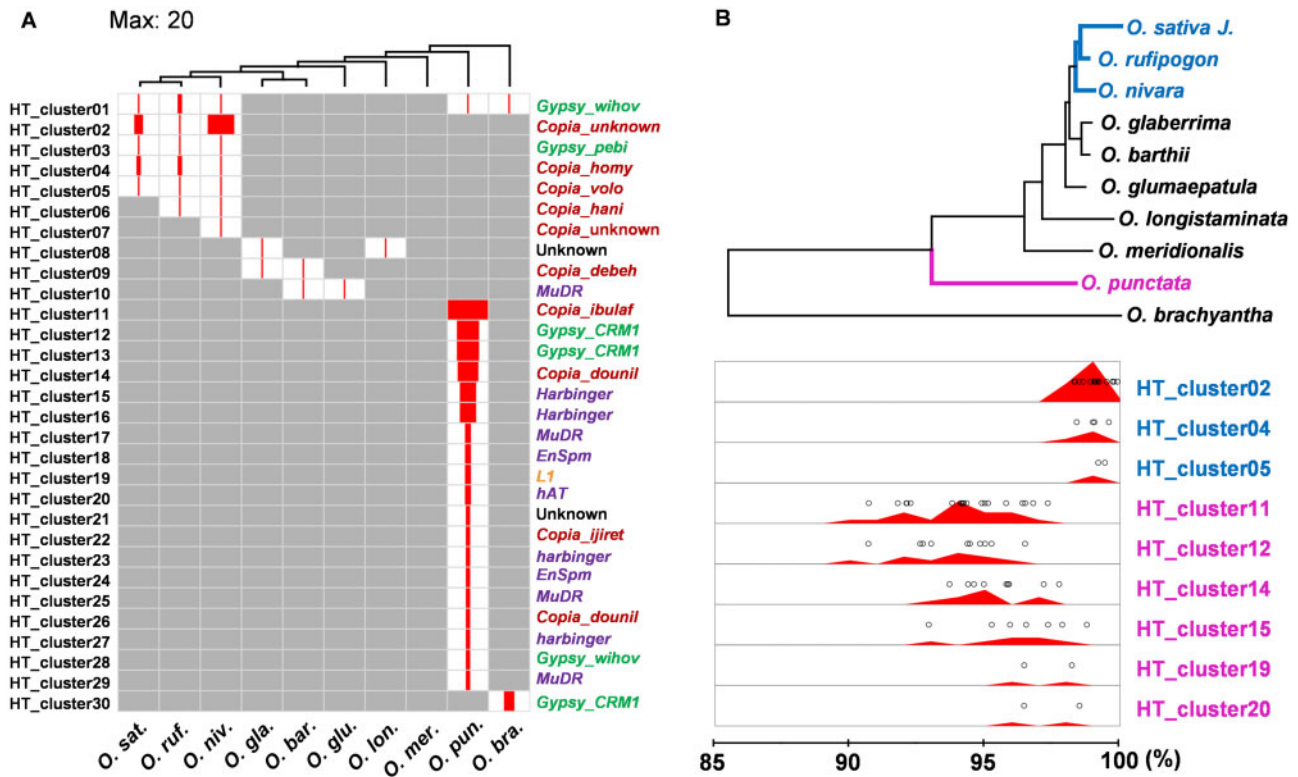 A
Max: 20
HT_cluster01 Gypsy_wihov
HT_cluster02 Copia_unknown
HT_cluster03 Gypsy_pebi
HT_cluster04 Copia_homy
HT_cluster05 Copia_volo
HT_cluster06 Copia_hani
HT_cluster07 Copia_unknown
HT_cluster08 Unknown
HT_cluster09 Copia_debeh
HT_cluster10 MuDR
HT_cluster11 Copia_ibulaf
HT_cluster12 Gypsy_CRM1
HT_cluster13 Gypsy_CRM1
HT_cluster14 Copia_dounil
HT_cluster15 Harbinger
HT_cluster16 Harbinger
HT_cluster17 MuDR
HT_cluster18 EnSpm
HT_cluster19 L1
HT_cluster20 hAT
HT_cluster21 Unknown
HT_cluster22 Copia_ijiret
HT_cluster23 harbinger
HT_cluster24 EnSpm
HT_cluster25 MuDR
HT_cluster26 Copia_dounil
HT_cluster27 harbinger
HT_cluster28 Gypsy_wihov
HT_cluster29 MuDR
HT_cluster30 Gypsy_CRM1
O. sat. O. ruf. O. niv. O. gla. O. bar. O. glu. O. lon. O. mer. O. pun. O. bra.
B
O. sativa J.
O. rufipogon
O. nivara
O. glaberrima
O. barthii
O. glumaepatula
O. longistaminata
O. meridionalis
O. punctata
O. brachyantha
HT_cluster02
HT_cluster04
HT_cluster05
HT_cluster11
HT_cluster12
HT_cluster14
HT_cluster15
HT_cluster19
HT_cluster20
85 90 95 100 (%)